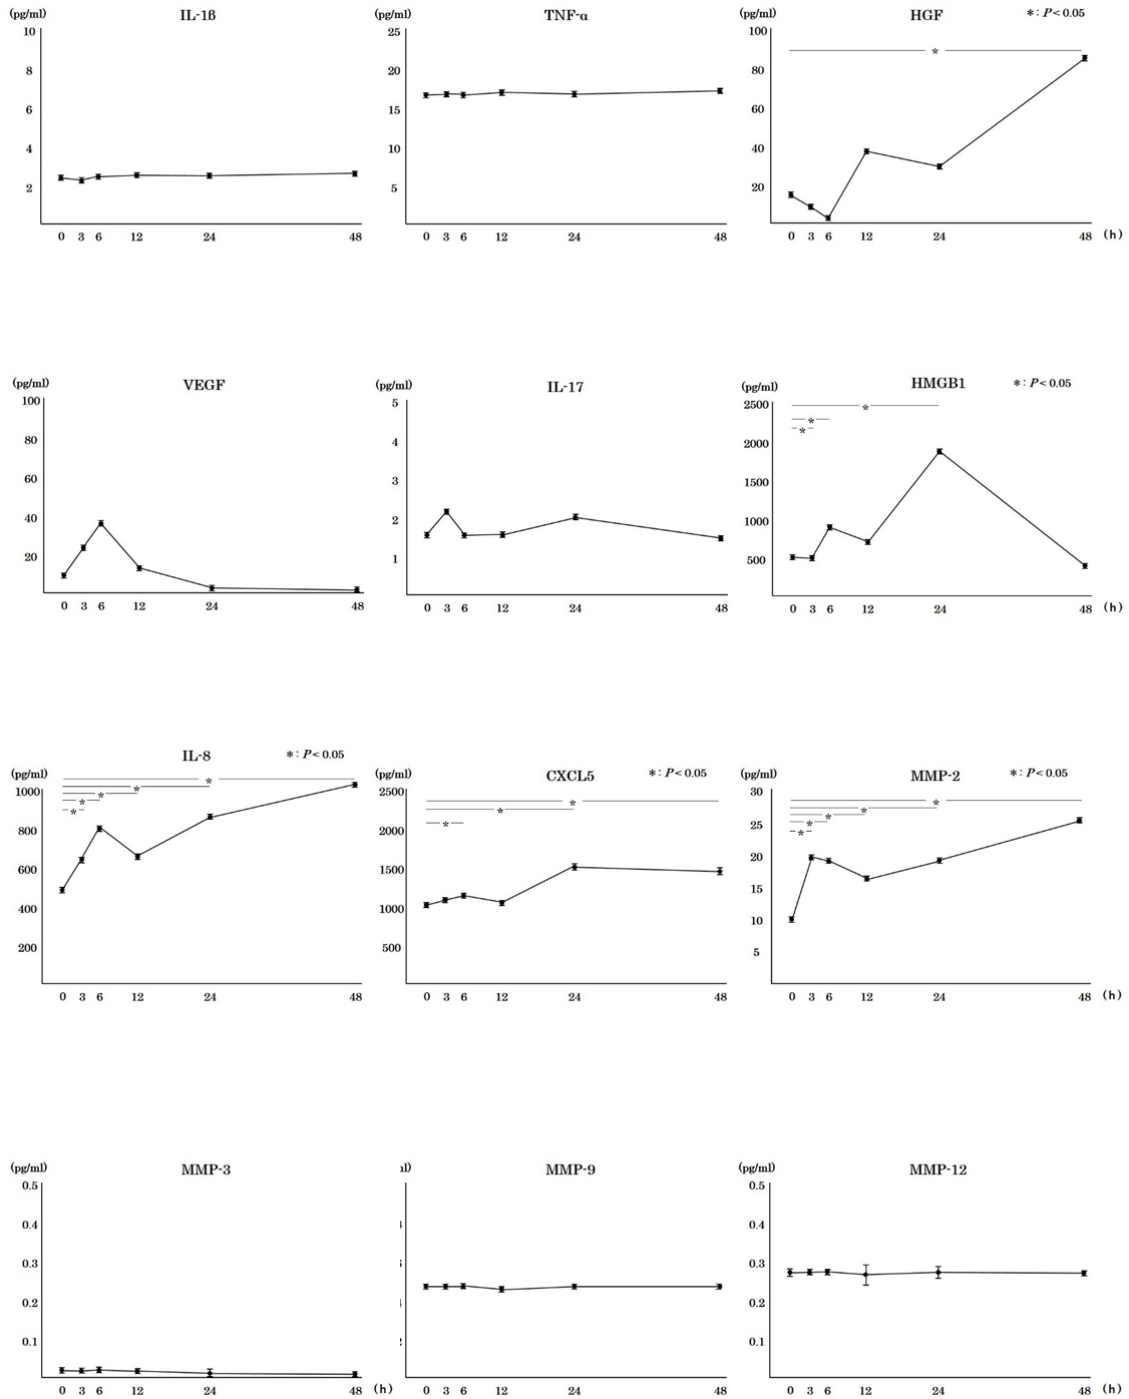 (pg/ml) IL-1ß
10
8
6
4
2
0 3 6 12 24 48
(pg/ml) TNF-α
25
20
15
10
5
0 3 6 12 24 48
(pg/ml) HGF *: P< 0.05
100
80
60
40
20
*
0 3 6 12 24 48 (h)
(pg/ml) VEGF
100
80
60
40
20
0 3 6 12 24 48
(pg/ml) IL-17
5
4
3
2
1
0 3 6 12 24 48
(pg/ml) HMGB1 *: P< 0.05
2500
2000
1500
1000
500
*
*
*
0 3 6 12 24 48 (h)
IL-8 *: P< 0.05
(pg/ml)
1000
800
600
400
200
*
*
*
*
*
0 3 6 12 24 48
(pg/ml) CXCL5 *: P< 0.05
2500
2000
1500
1000
500
*
*
*
0 3 6 12 24 48
(pg/ml) MMP-2 *: P< 0.05
30
25
20
15
10
5
*
*
*
*
*
0 3 6 12 24 48 (h)
(pg/ml) MMP-3
0.5
0.4
0.3
0.2
0.1
0 3 6 12 24 48 (h)
MMP-9
0 3 6 12 24 48
(pg/ml) MMP-12
0.5
0.4
0.3
0.2
0.1
0 3 6 12 24 48 (h)